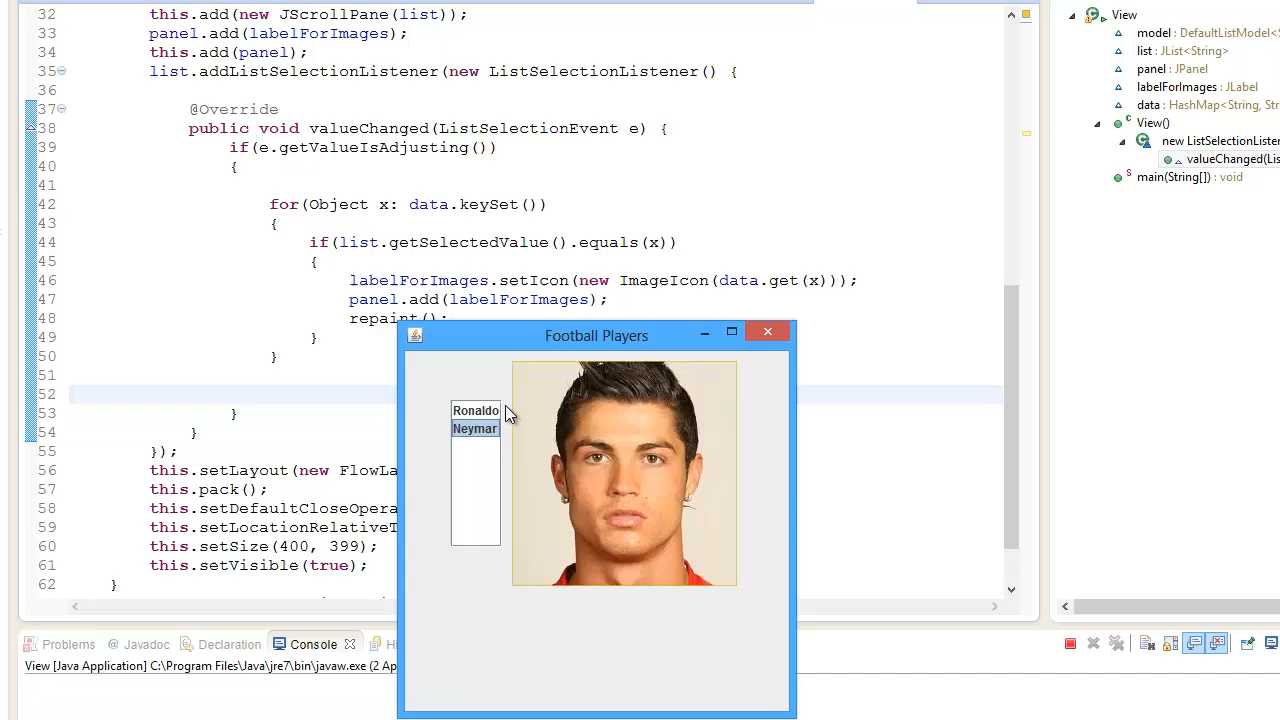 32 this.add(new JScrollPane(list));
33 panel.add(labelForImages);
34 this.add(panel);
35 list.addListSelectionListener(new ListSelectionListener() {
36
37 @Override
38 public void valueChanged(ListSelectionEvent e) {
39 if(e.getValueIsAdjusting())
40 {
41
42 for(Object x: data.keySet())
43 {
44 if(list.getSelectedValue().equals(x))
45 {
46 labelForImages.setIcon(new ImageIcon(data.get(x)));
47 panel.add(labelForImages);
48 repaint();
49 }
50 }
51
52
53 }
54 }
55 });
56 this.setLayout(new FlowLa
57 this.pack();
58 this.setDefaultCloseOpera
59 this.setLocationRelativeT
60 this.setSize(400, 399);
61 this.setVisible(true);
62 }
Football Players
Ronaldo
Neymar
View
model : DefaultListModel<S
list : JList<String>
panel : JPanel
labelForImages : JLabel
data : HashMap<String, Str
View()
new ListSelectionListener
valueChanged(Lis
main(String[]) : void
Problems @ Javadoc Declaration Console Hi
View [Java Application] C:\Program Files\Java\jre7\bin\javaw.exe (2 Ap